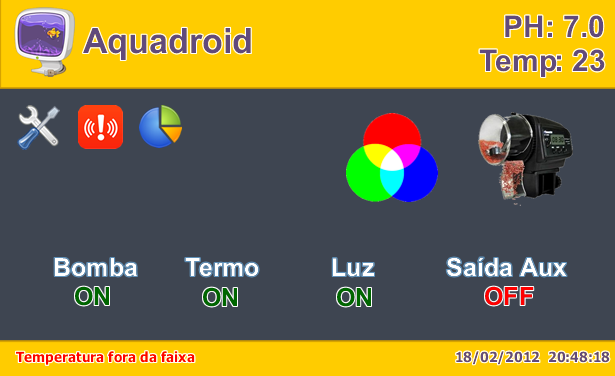 Aquadroid
PH: 7.0
Temp: 23
Bomba Termo Luz Saída Aux
ON ON ON OFF
Temperatura fora da faixa 18/02/2012 20:48:18